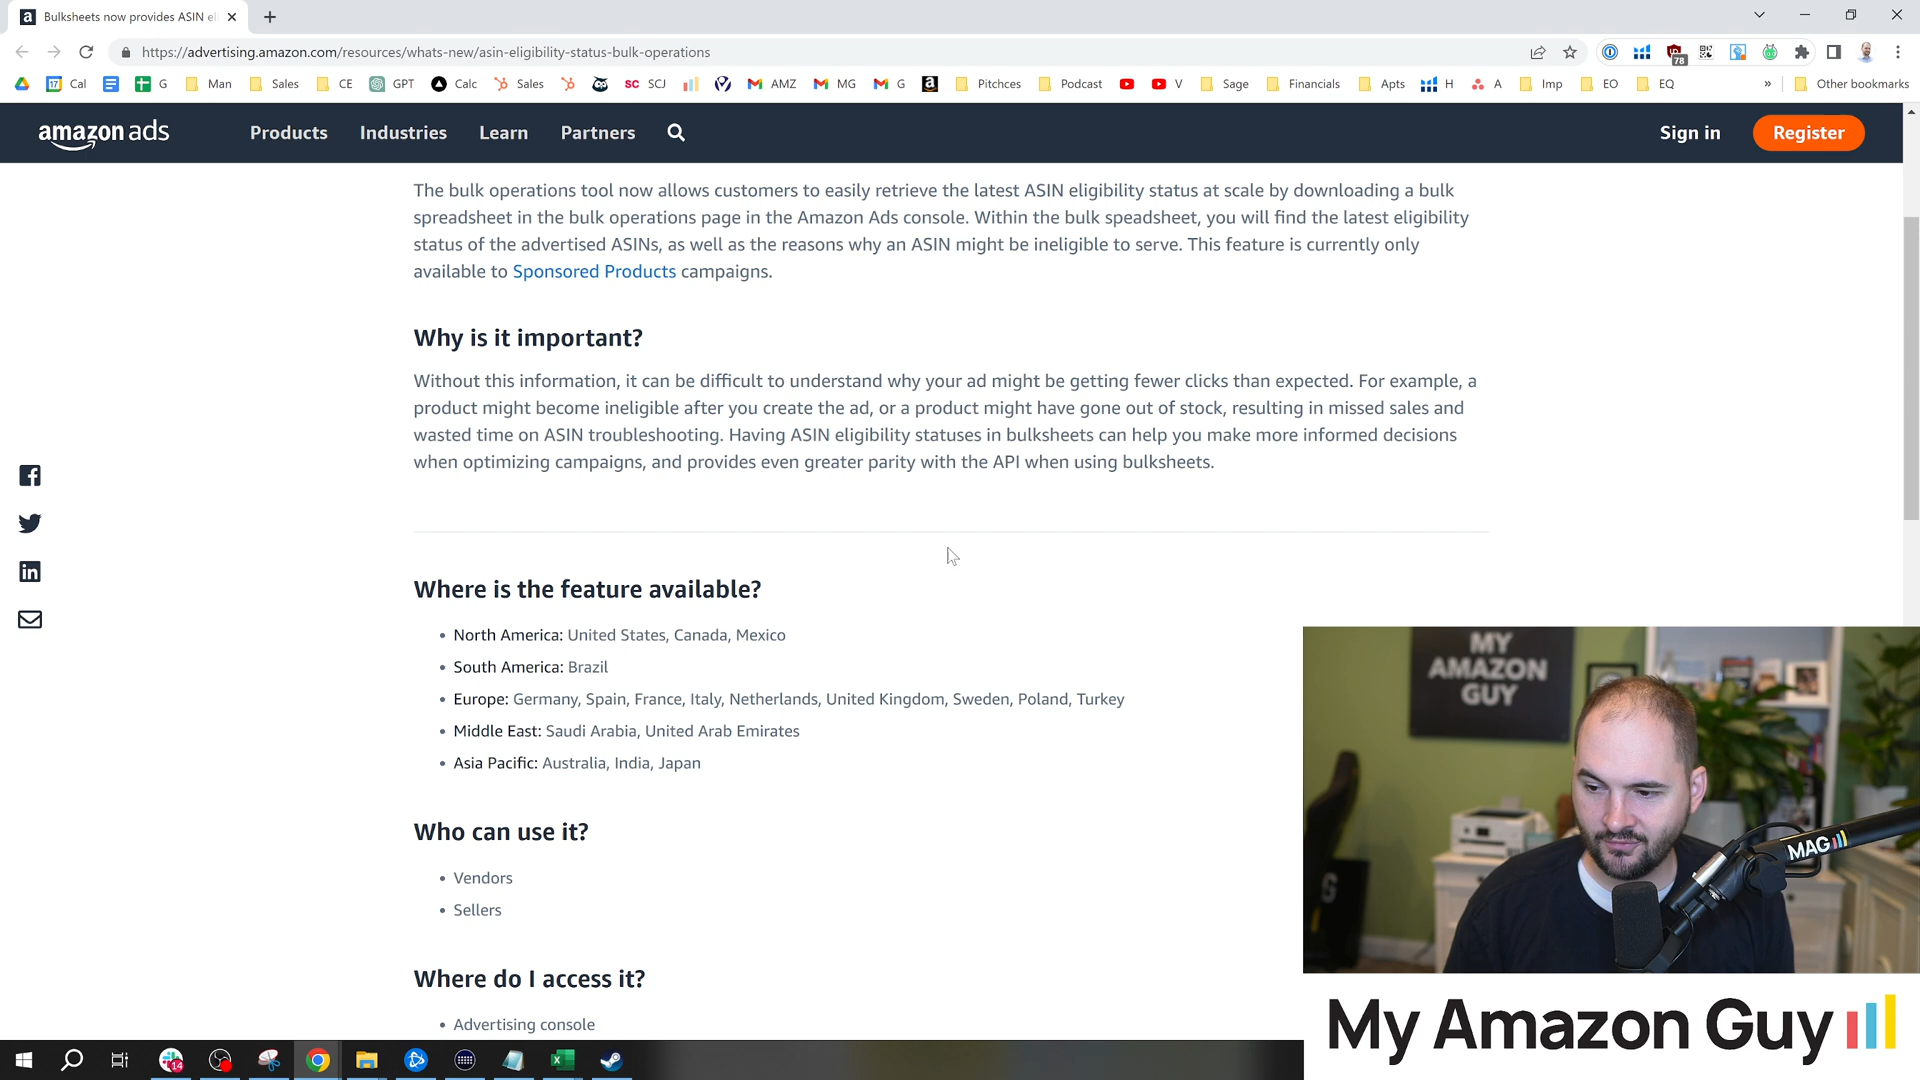 Bulksheets now provides ASIN el
https://advertising.amazon.com/resources/whats-new/asin-eligibility-status-bulk-operations
78
17 Cal G Man Sales CE GPT Calc Sales SC SCJ AMZ MG G a Pitchces Podcast V Sage Financials Apts H A Imp EO EQ » Other bookmarks
amazon ads Products Industries Learn Partners Sign in Register
The bulk operations tool now allows customers to easily retrieve the latest ASIN eligibility status at scale by downloading a bulk
spreadsheet in the bulk operations page in the Amazon Ads console. Within the bulk speadsheet, you will find the latest eligibility
status of the advertised ASINs, as well as the reasons why an ASIN might be ineligible to serve. This feature is currently only
available to Sponsored Products campaigns.
Why is it important?
Without this information, it can be difficult to understand why your ad might be getting fewer clicks than expected. For example, a
product might become ineligible after you create the ad, or a product might have gone out of stock, resulting in missed sales and
wasted time on ASIN troubleshooting. Having ASIN eligibility statuses in bulksheets can help you make more informed decisions
when optimizing campaigns, and provides even greater parity with the API when using bulksheets.
Where is the feature available?
• North America: United States, Canada, Mexico
• South America: Brazil
• Europe: Germany, Spain, France, Italy, Netherlands, United Kingdom, Sweden, Poland, Turkey
• Middle East: Saudi Arabia, United Arab Emirates
• Asia Pacific: Australia, India, Japan
Who can use it?
• Vendors
• Sellers
Where do I access it?
• Advertising console
MY
AMAZON
GUY
MAG
My Amazon Guy
14